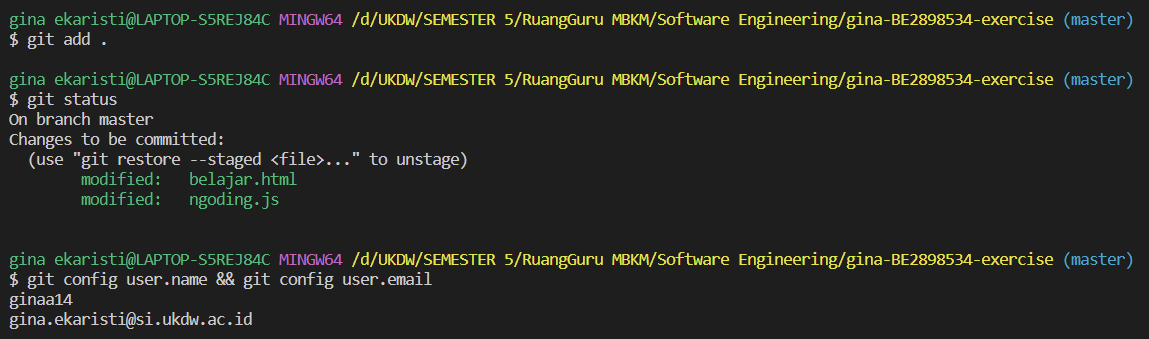 gina ekaristi@LAPTOP-S5REJ84C MINGW64 /d/UKDW/SEMESTER 5/RuangGuru MBKM/Software Engineering/gina-BE2898534-exercise (master)
$ git add .
gina ekaristi@LAPTOP-S5REJ84C MINGW64 /d/UKDW/SEMESTER 5/RuangGuru MBKM/Software Engineering/gina-BE2898534-exercise (master)
$ git status
On branch master
Changes to be committed:
  (use "git restore --staged <file>..." to unstage)
        modified:   belajar.html
        modified:   ngoding.js
gina ekaristi@LAPTOP-S5REJ84C MINGW64 /d/UKDW/SEMESTER 5/RuangGuru MBKM/Software Engineering/gina-BE2898534-exercise (master)
$ git config user.name && git config user.email
ginaa14
gina.ekaristi@si.ukdw.ac.id